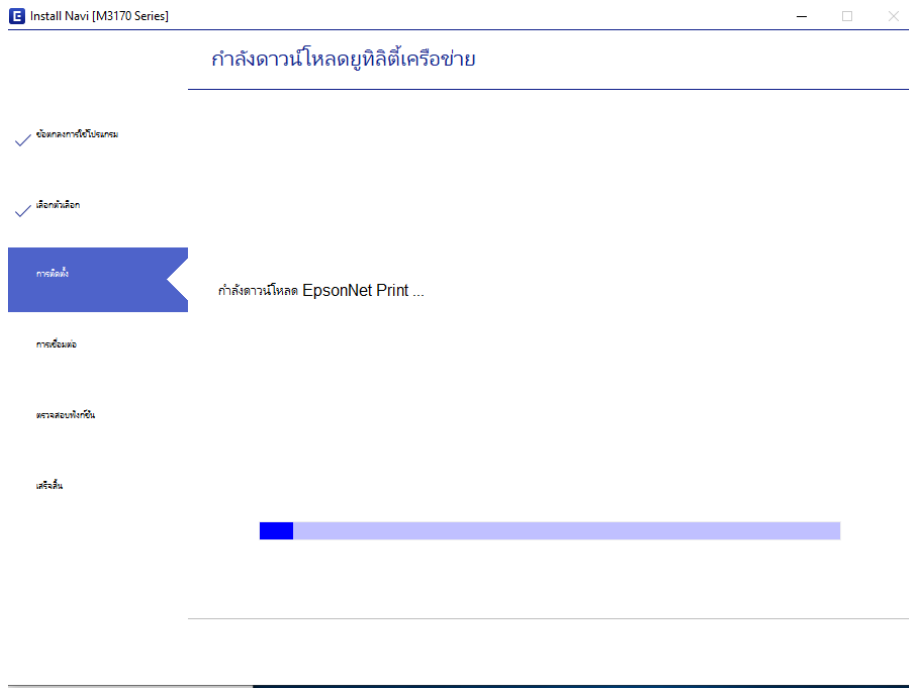 Install Navi [M3170 Series]
กำลังดาวน์โหลดยูทิลิตี้เครือข่าย
ข้อตกลงการใช้โปรแกรม
เลือกตัวเลือก
การติดตั้ง
กำลังดาวน์โหลด EpsonNet Print ...
การเชื่อมต่อ
ตรวจสอบฟังก์ชัน
เสร็จสิ้น